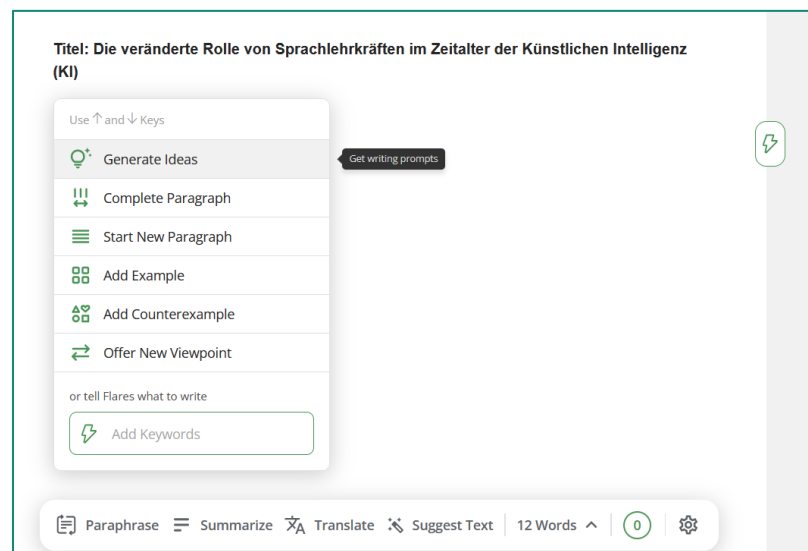 Titel: Die veränderte Rolle von Sprachlehrkräften im Zeitalter der Künstlichen Intelligenz
(KI)
Use ↑ and ↓ Keys
Generate Ideas
Get writing prompts
Complete Paragraph
Start New Paragraph
Add Example
Add Counterexample
Offer New Viewpoint
or tell Flares what to write
Add Keywords
Paraphrase Summarize Translate Suggest Text 12 Words 0